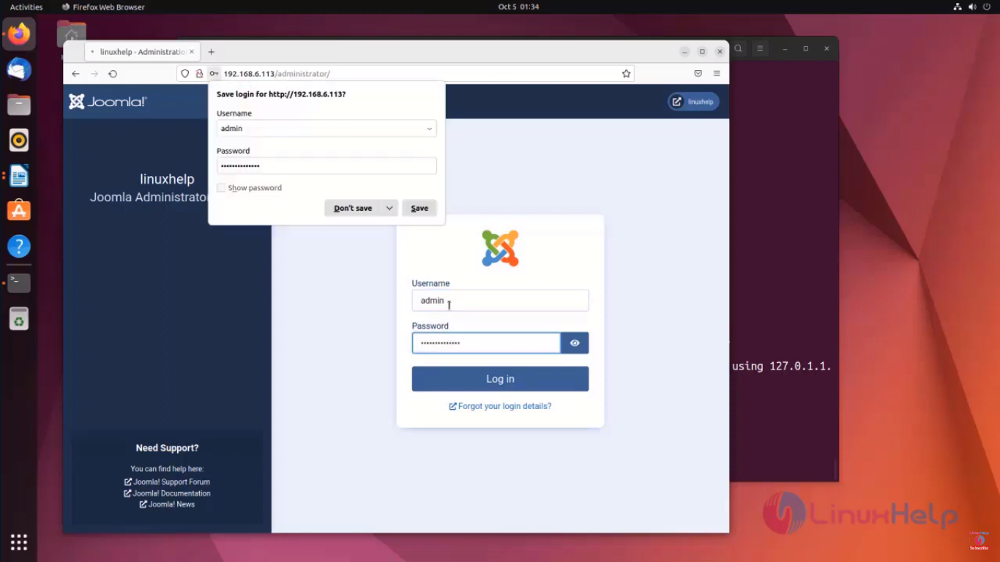 Activities
Firefox Web Browser
Oct 5 01:34
linuxhelp - Administratio
192.168.6.113/administrator/
Joomla!®
linuxhelp
Save login for http://192.168.6.113?
Username
admin
Password
••••••••••••••
Show password
Don't save
Save
linuxhelp
Joomla Administrator
Username
admin
Password
••••••••••••••
Log in
Forgot your login details?
using 127.0.1.1.
Need Support?
You can find help here:
Joomla! Support Forum
Joomla! Documentation
Joomla! News
LinuxHelp
LinuxHelp
Subscribe